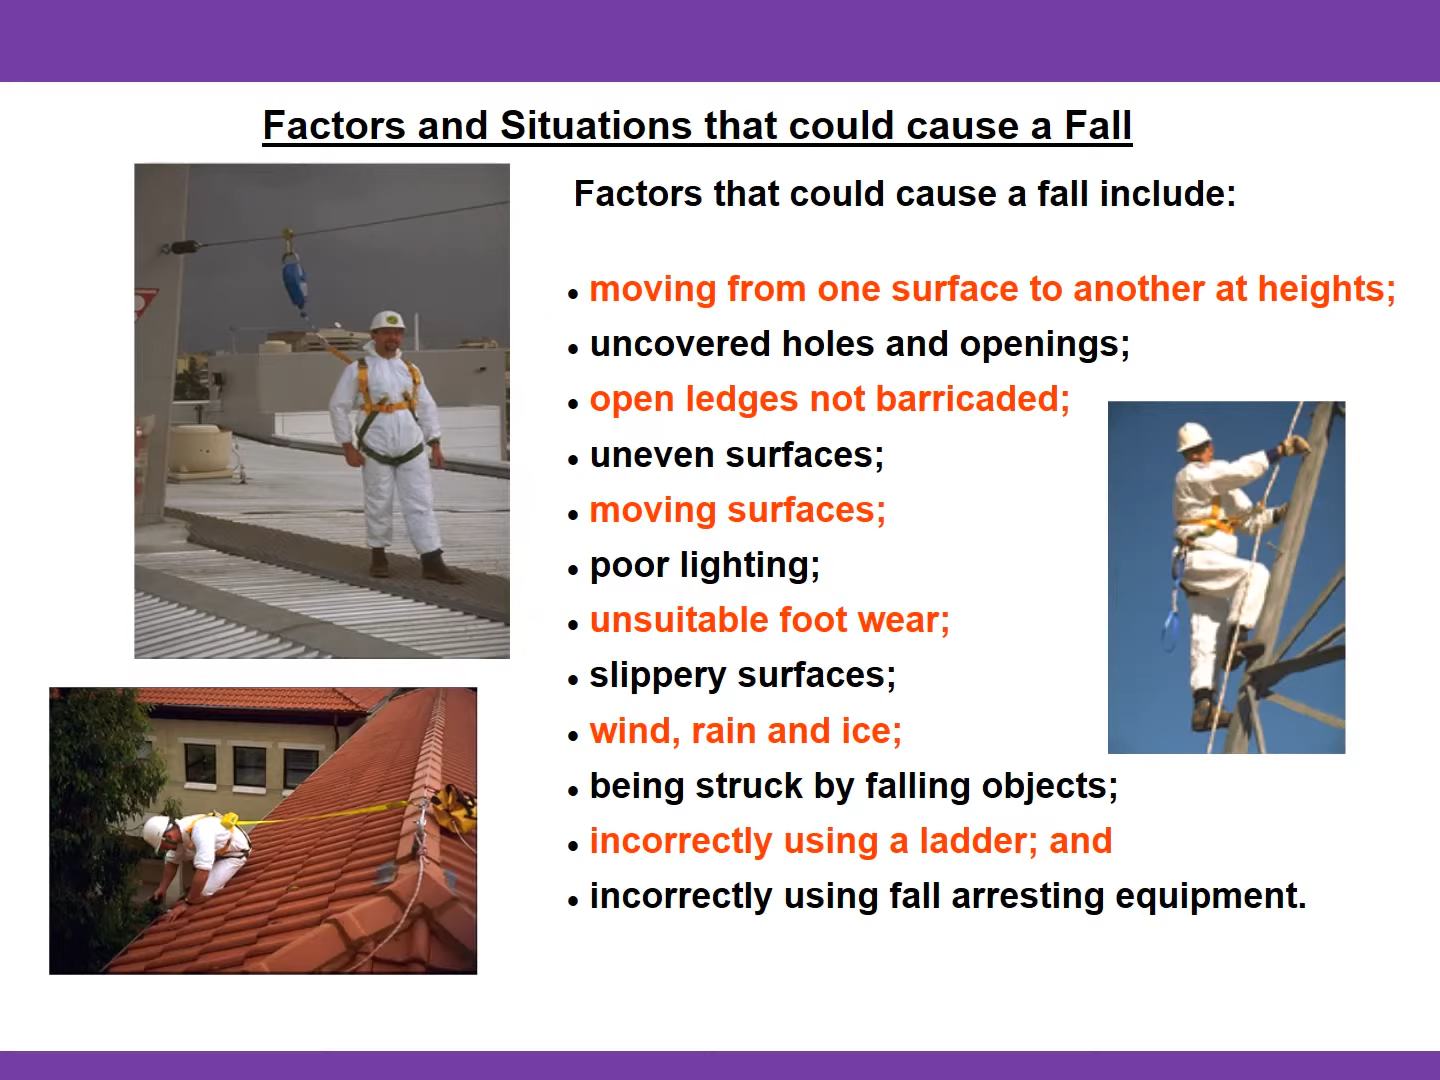 Factors and Situations that could cause a Fall
Factors that could cause a fall include:
• moving from one surface to another at heights;
• uncovered holes and openings;
• open ledges not barricaded;
• uneven surfaces;
• moving surfaces;
• poor lighting;
• unsuitable foot wear;
• slippery surfaces;
• wind, rain and ice;
• being struck by falling objects;
• incorrectly using a ladder; and
• incorrectly using fall arresting equipment.